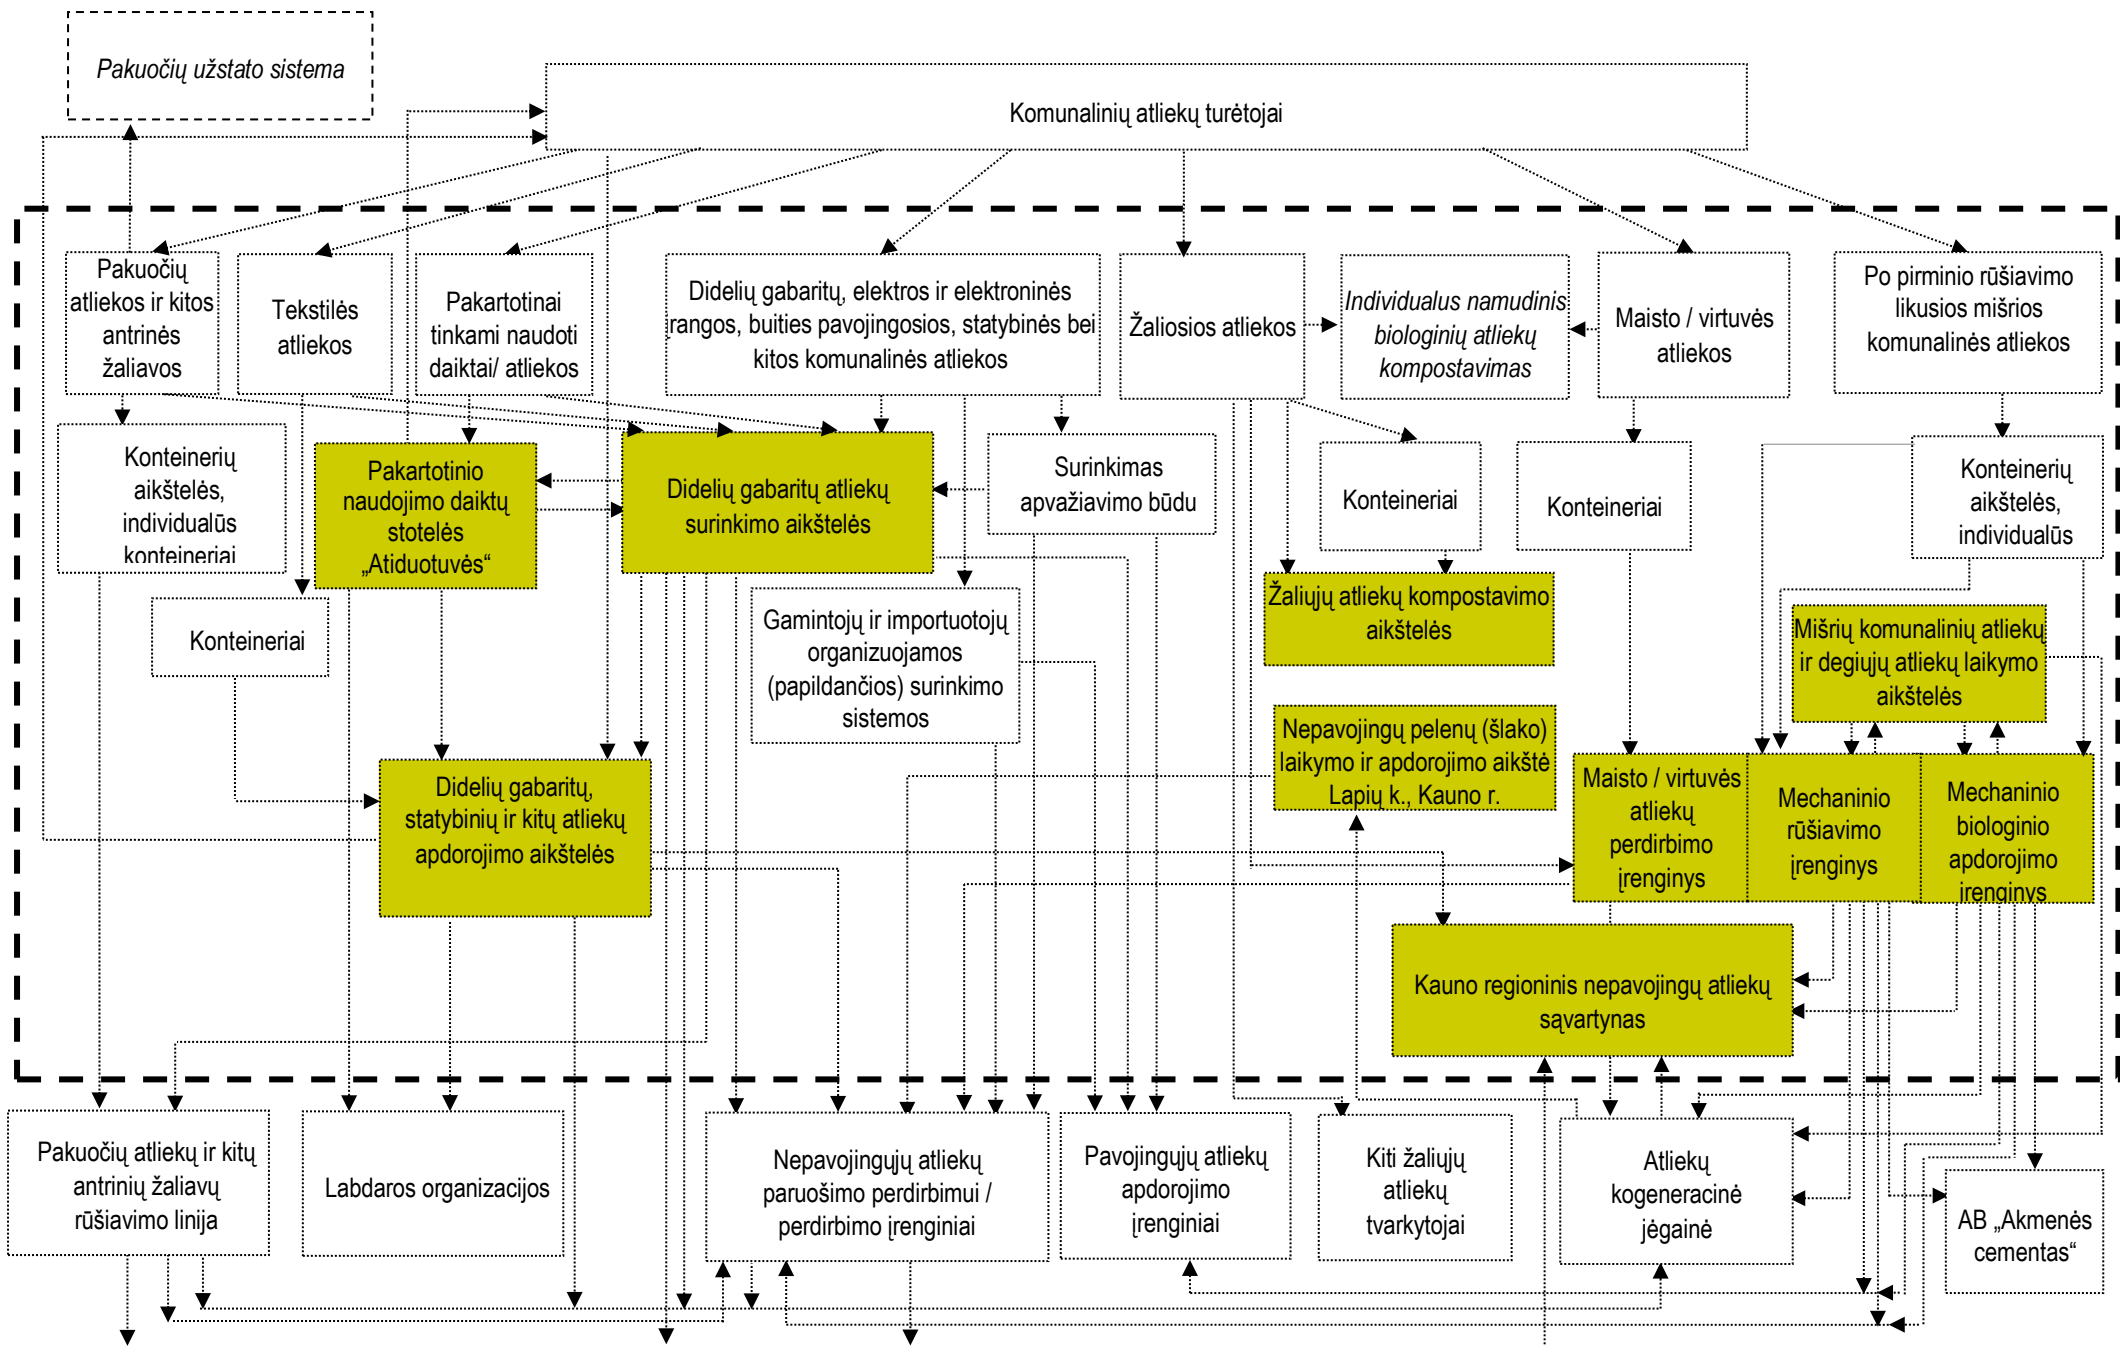 Pakuočių užstato sistema
Komunalinių atliekų turėtojai
Pakuočių
atliekos ir kitos
antrinės
žaliavos
Tekstilės
atliekos
Pakartotinai
tinkami naudoti
daiktai/ atliekos
Didelių gabaritų, elektros ir elektroninės
rangos, buities pavojingosios, statybinės bei
kitos komunalinės atliekos
Žaliosios atliekos
Individualus namudinis
biologinių atliekų
kompostavimas
Maisto / virtuvės
atliekos
Po pirminio rūšiavimo
likusios mišrios
komunalinės atliekos
Konteinerių
aikštelės,
individualūs
konteineriai
Pakartotinio
naudojimo daiktų
stotelės
„Atiduotuvės“
Didelių gabaritų atliekų
surinkimo aikštelės
Surinkimas
apvažiavimo būdu
Konteineriai
Konteineriai
Konteinerių
aikštelės,
individualūs
Konteineriai
Gamintojų ir importuotojų
organizuojamos
(papildančios) surinkimo
sistemos
Žaliųjų atliekų kompostavimo
aikštelės
Mišrių komunalinių atliekų
ir degiųjų atliekų laikymo
aikštelės
Nepavojingų pelenų (šlako)
laikymo ir apdorojimo aikštė
Lapių k., Kauno r.
Didelių gabaritų,
statybinių ir kitų atliekų
apdorojimo aikštelės
Maisto / virtuvės
atliekų
perdirbimo
įrenginys
Mechaninio
rūšiavimo
įrenginys
Mechaninio
biologinio
apdorojimo
įrenginys
Kauno regioninis nepavojingų atliekų
sąvartynas
Pakuočių atliekų ir kitų
antrinių žaliavų
rūšiavimo linija
Labdaros organizacijos
Nepavojingųjų atliekų
paruošimo perdirbimui /
perdirbimo įrenginiai
Pavojingųjų atliekų
apdorojimo
įrenginiai
Kiti žaliųjų
atliekų
tvarkytojai
Atliekų
kogeneracinė
jėgainė
AB „Akmenės
cementas“